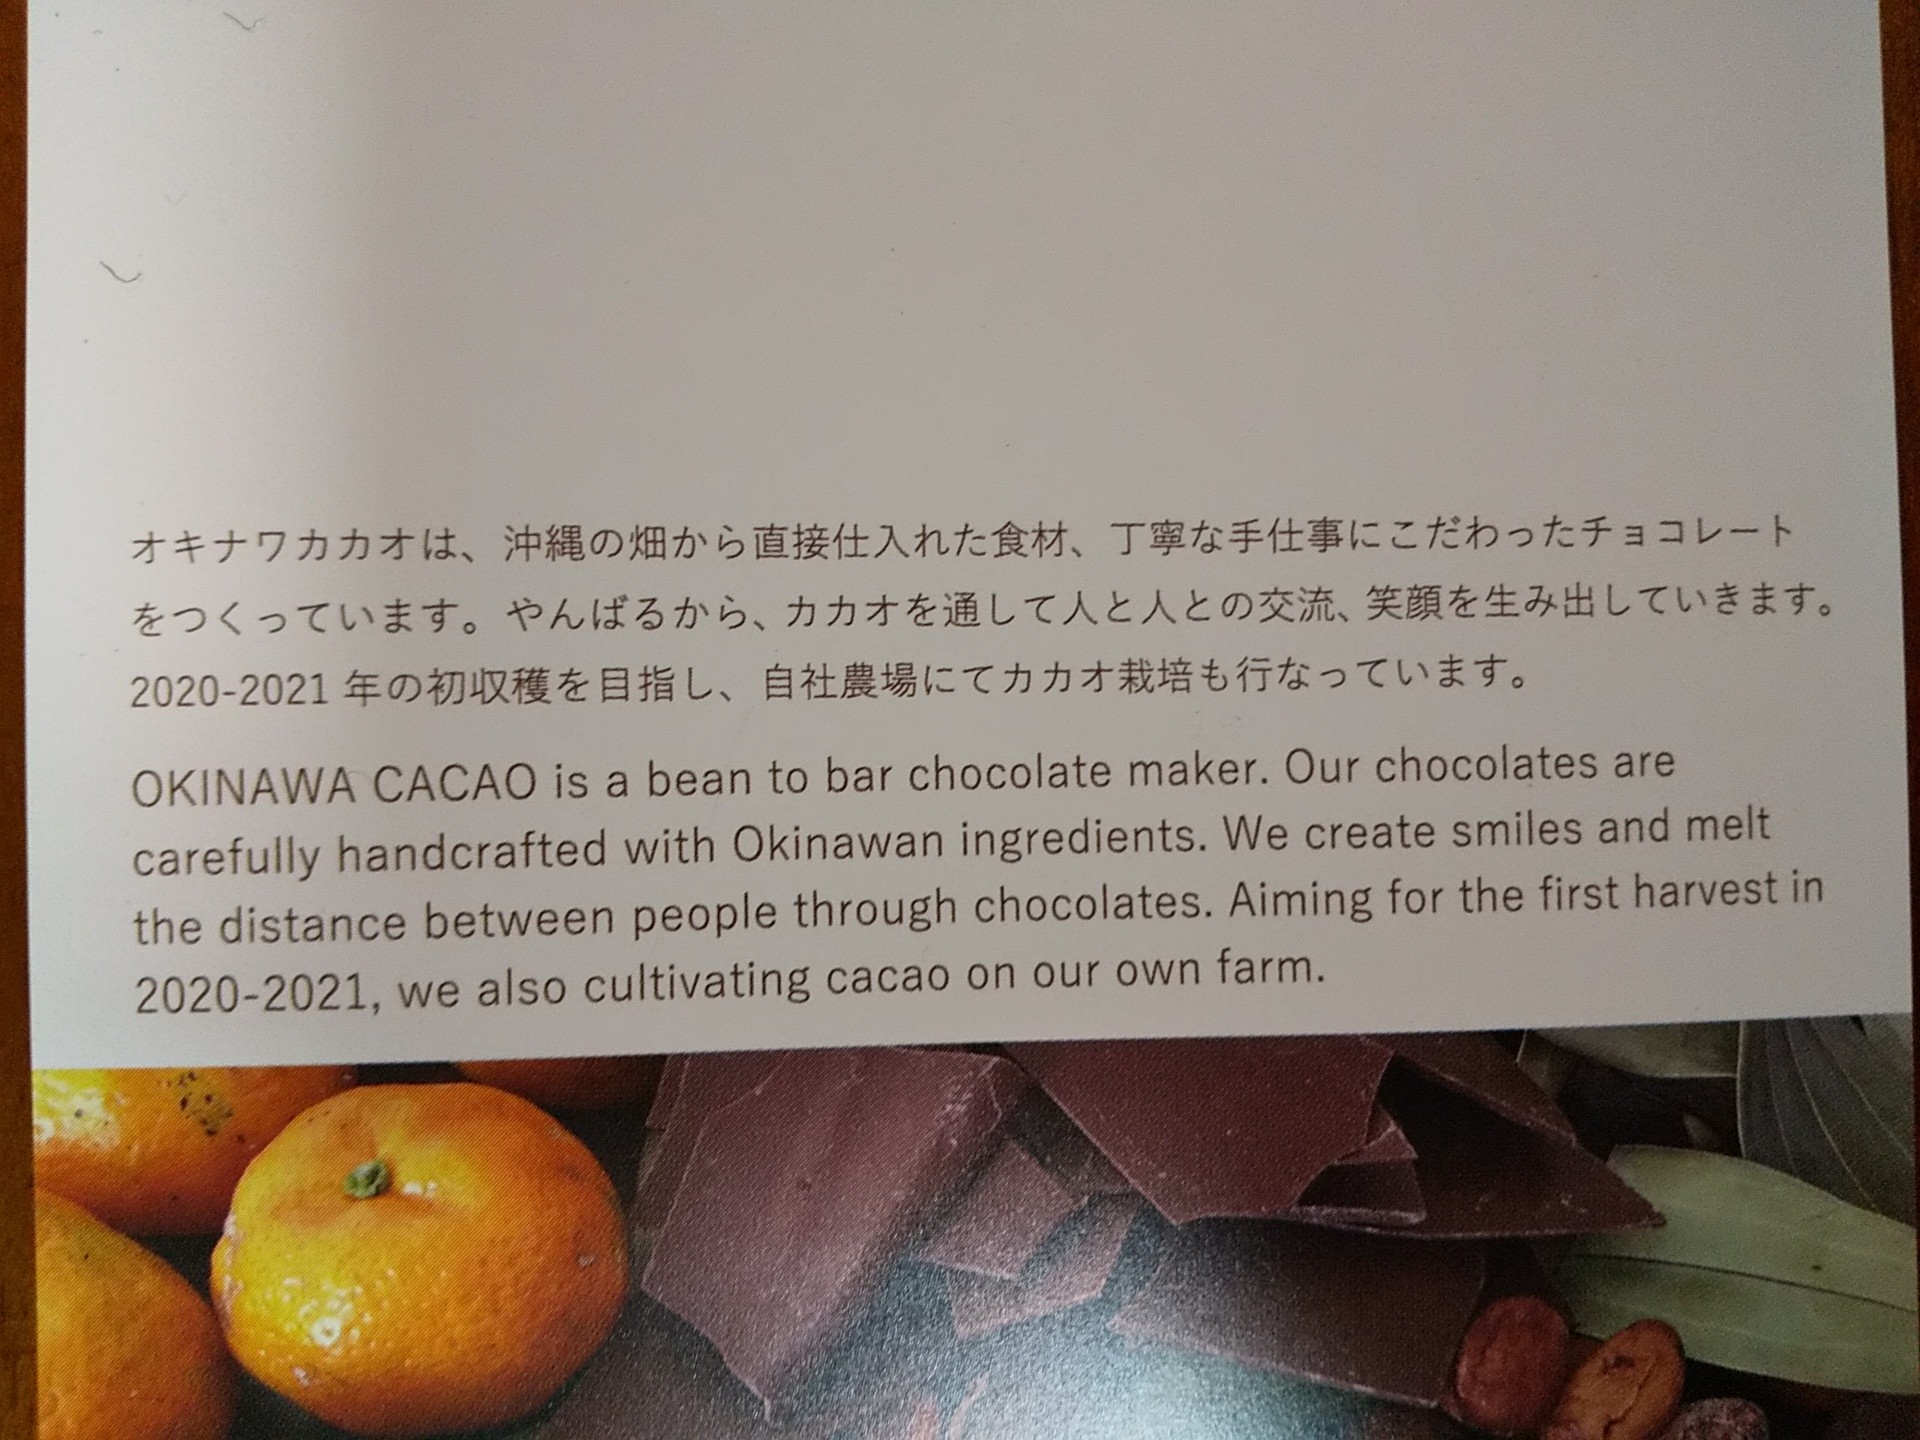 オキナワカカオは、沖縄の畑から直接仕入れた食材、丁寧な手仕事にこだわったチョコレート
をつくっています。やんばるから、カカオを通して人と人との交流、笑顔を生み出していきます。
2020-2021 年の初収穫を目指し、自社農場にてカカオ栽培も行なっています。
OKINAWA CACAO is a bean to bar chocolate maker. Our chocolates are
carefully handcrafted with Okinawan ingredients. We create smiles and melt
the distance between people through chocolates. Aiming for the first harvest in
2020-2021, we also cultivating cacao on our own farm.